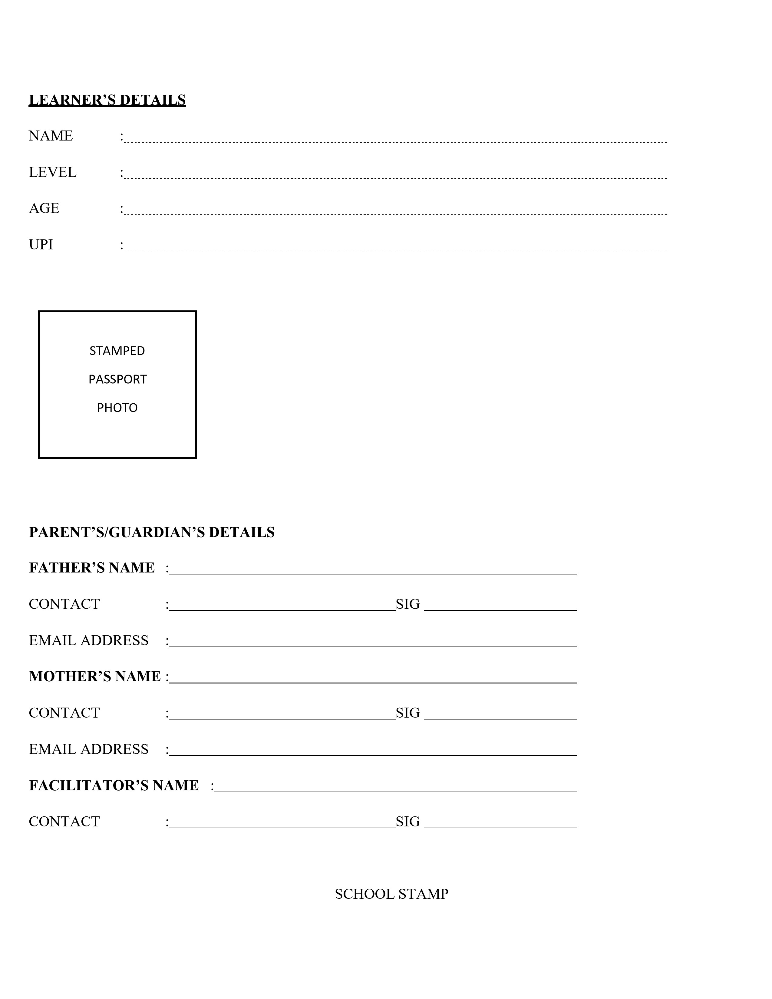 LEARNER’S DETAILS
NAME :
LEVEL :
AGE :
UPI :
STAMPED
PASSPORT
PHOTO
PARENT’S/GUARDIAN’S DETAILS
FATHER’S NAME :
CONTACT : SIG
EMAIL ADDRESS :
MOTHER’S NAME :
CONTACT : SIG
EMAIL ADDRESS :
FACILITATOR’S NAME :
CONTACT : SIG
SCHOOL STAMP